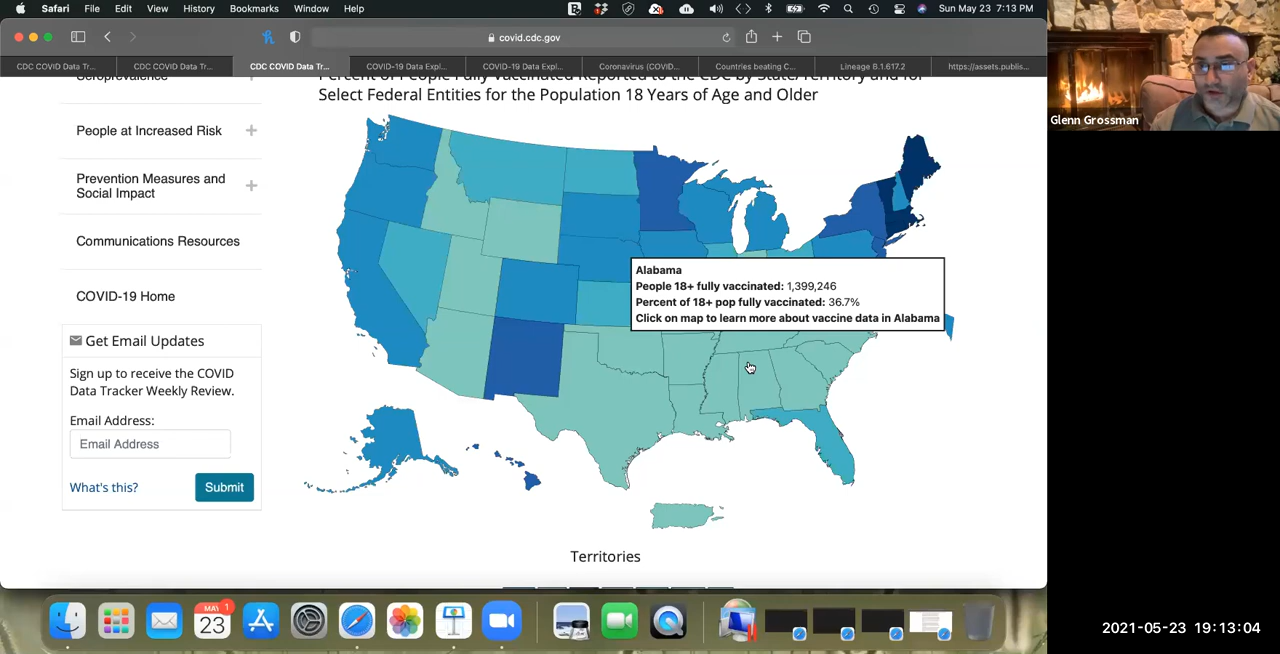 Safari File Edit View History Bookmarks Window Help
Sun May 23 7:13 PM
covid.cdc.gov
CDC COVID Data Tr...
CDC COVID Data Tr...
CDC COVID Data Tr...
COVID-19 Data Expl...
COVID-19 Data Expl...
Coronavirus (COVID...
Countries beating C...
Lineage B.1.617.2
https://assets.publis...
Seroprevalence
People at Increased Risk +
Prevention Measures and
Social Impact +
Communications Resources
COVID-19 Home
Get Email Updates
Sign up to receive the COVID
Data Tracker Weekly Review.
Email Address:
Email Address
What's this?
Submit
Percent of People Fully Vaccinated Reported to the CDC by State/Territory and for
Select Federal Entities for the Population 18 Years of Age and Older
Alabama
People 18+ fully vaccinated: 1,399,246
Percent of 18+ pop fully vaccinated: 36.7%
Click on map to learn more about vaccine data in Alabama
Territories
Glenn Grossman
MAY
1
23
2021-05-23 19:13:04